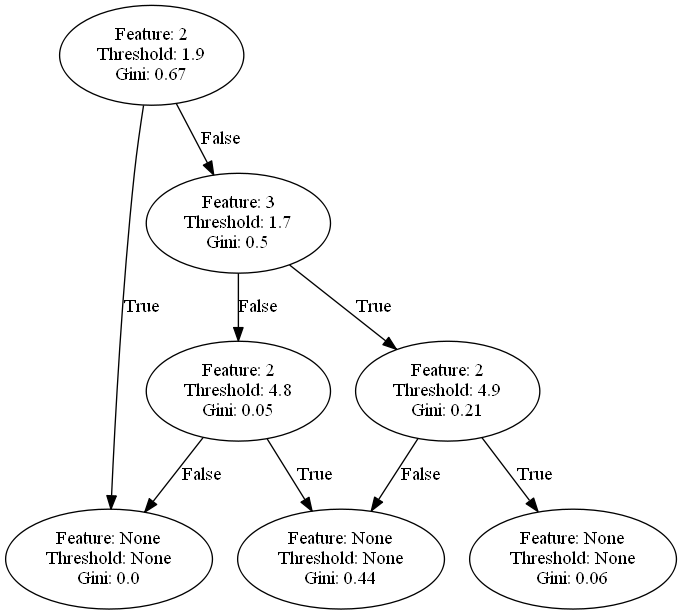 Feature: 2
Threshold: 1.9
Gini: 0.67
False
Feature: 3
Threshold: 1.7
Gini: 0.5
True
False
True
Feature: 2
Threshold: 4.8
Gini: 0.05
Feature: 2
Threshold: 4.9
Gini: 0.21
False
True
False
True
Feature: None
Threshold: None
Gini: 0.0
Feature: None
Threshold: None
Gini: 0.44
Feature: None
Threshold: None
Gini: 0.06